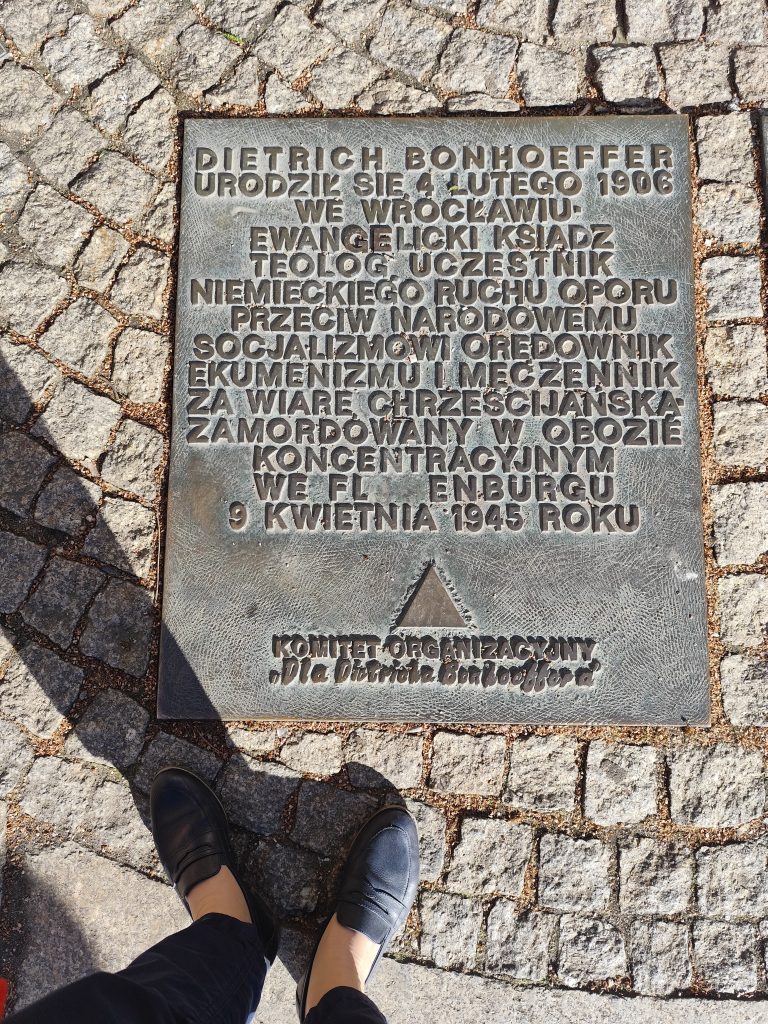 DIETRICH BONHOEFFER
URODZIŁ SIĘ 4 LUTEGO 1906
WE WROCŁAWIU·
EWANGELICKI KSIĄDZ
TEOLOG, UCZESTNIK
NIEMIECKIEGO RUCHU OPORU
PRZECIW NARODOWEMU
SOCJALIZMOWI ORĘDOWNIK
EKUMENIZMU I MĘCZENNIK
ZA WIARĘ CHRZEŚCIJAŃSKĄ·
ZAMORDOWANY W OBOZIE
KONCENTRACYJNYM
WE FL ENBURGU
9 KWIETNIA 1945 ROKU
KOMITET ORGANIZACYJNY
„Dla Dietricha Bonhoeffera"